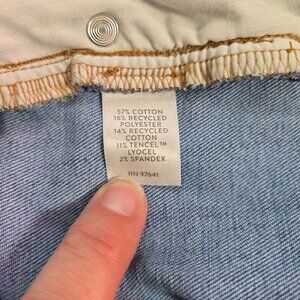 57% COTTON
16% RECYCLED
POLYESTER
14% RECYCLED
COTTON
11% TENCEL™
LYOCEL
2% SPANDEX
RN 97641